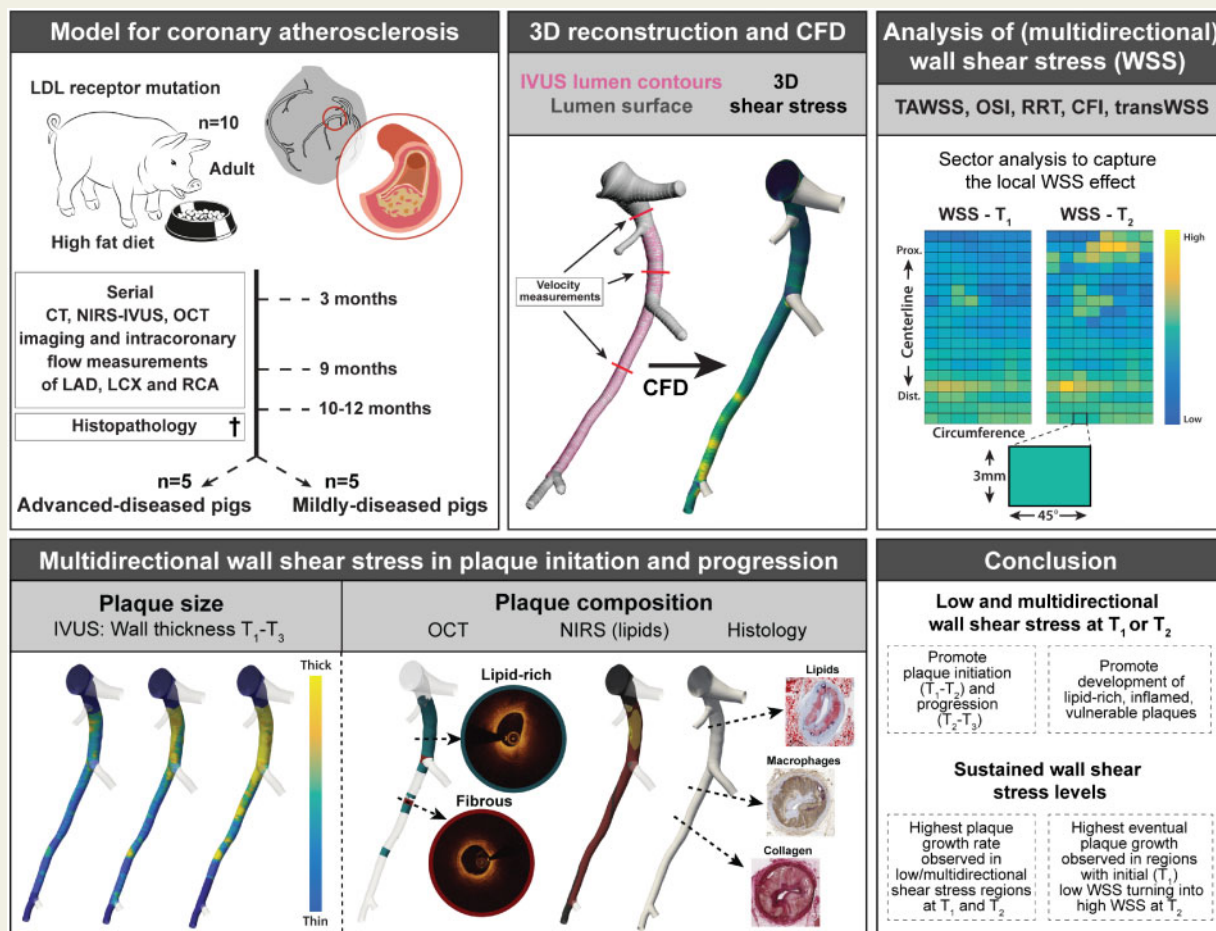 Model for coronary atherosclerosis
LDL receptor mutation
n=10
Adult
High fat diet
Serial
CT, NIRS-IVUS, OCT
imaging and intracoronary
flow measurements
of LAD, LCX and RCA
Histopathology †
3 months
9 months
10-12 months
n=5
Advanced-diseased pigs
n=5
Mildly-diseased pigs
3D reconstruction and CFD
IVUS lumen contours
Lumen surface
3D
shear stress
Velocity
measurements
CFD
Analysis of (multidirectional)
wall shear stress (WSS)
TAWSS, OSI, RRT, CFI, transWSS
Sector analysis to capture
the local WSS effect
WSS - T1
WSS - T2
Prox.
Centerline
Dist.
High
Low
Circumference
3mm
45°
Multidirectional wall shear stress in plaque initation and progression
Plaque size
IVUS: Wall thickness T1-T3
Thick
Thin
Plaque composition
OCT
NIRS (lipids)
Histology
Lipid-rich
Fibrous
Lipids
Macrophages
Collagen
Conclusion
Low and multidirectional
wall shear stress at T1 or T2
Promote
plaque initiation
(T1-T2) and
progression
(T2-T3)
Promote
development of
lipid-rich, inflamed,
vulnerable plaques
Sustained wall shear
stress levels
Highest plaque
growth rate
observed in
low/multidirectional
shear stress regions
at T1 and T2
Highest eventual
plaque growth
observed in regions
with initial (T1)
low WSS turning into
high WSS at T2